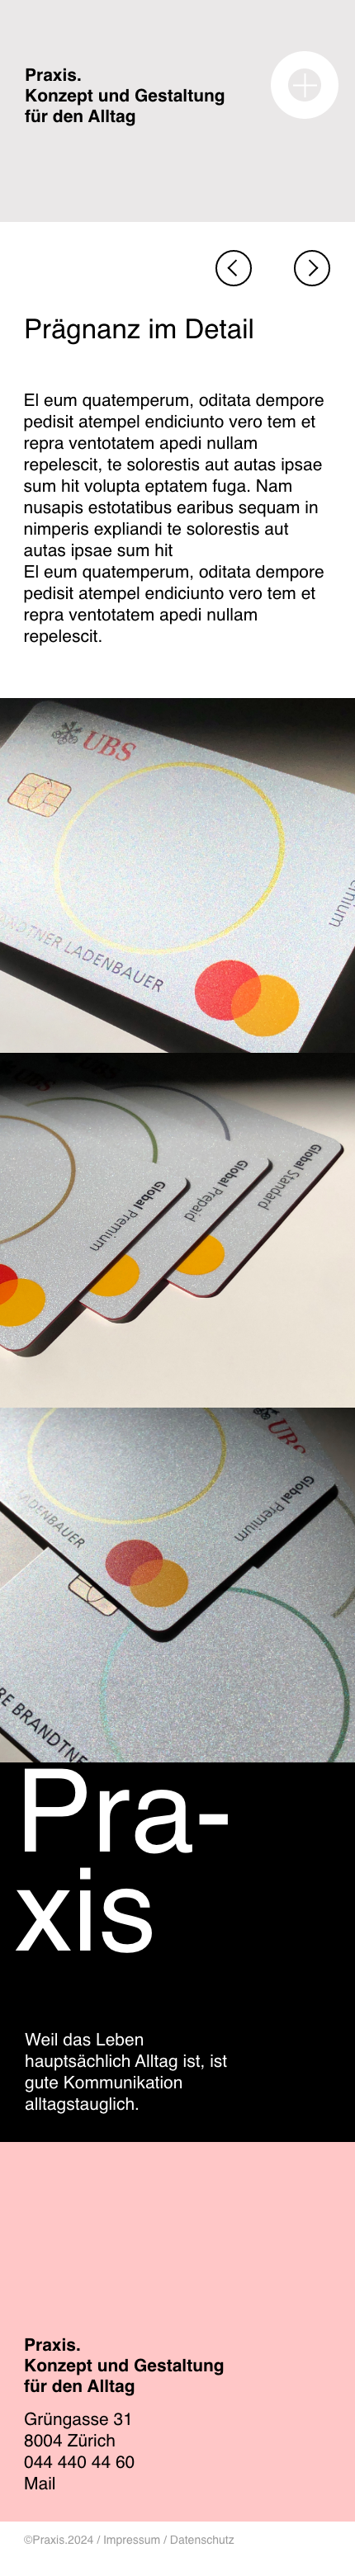 Praxis.
Konzept und Gestaltung
für den Alltag
Prägnanz im Detail
El eum quatemperum, oditata dempore
pedisit atempel endiciunto vero tem et
repra ventotatem apedi nullam
repelescit, te solorestis aut autas ipsae
sum hit volupta eptatem fuga. Nam
nusapis estotatibus earibus sequam in
nimperis expliandi te solorestis aut
autas ipsae sum hit
El eum quatemperum, oditata dempore
pedisit atempel endiciunto vero tem et
repra ventotatem apedi nullam
repelescit.
UBS
LADENBAUER
UBS
Global Premium
Global Prepaid
Global Standard
UBS
Global Premium
LADENBAUER
RE BRANDTNE
Pra-
xis
Weil das Leben
hauptsächlich Alltag ist, ist
gute Kommunikation
alltagstauglich.
Praxis.
Konzept und Gestaltung
für den Alltag
Grüngasse 31
8004 Zürich
044 440 44 60
Mail
©Praxis.2024 / Impressum / Datenschutz